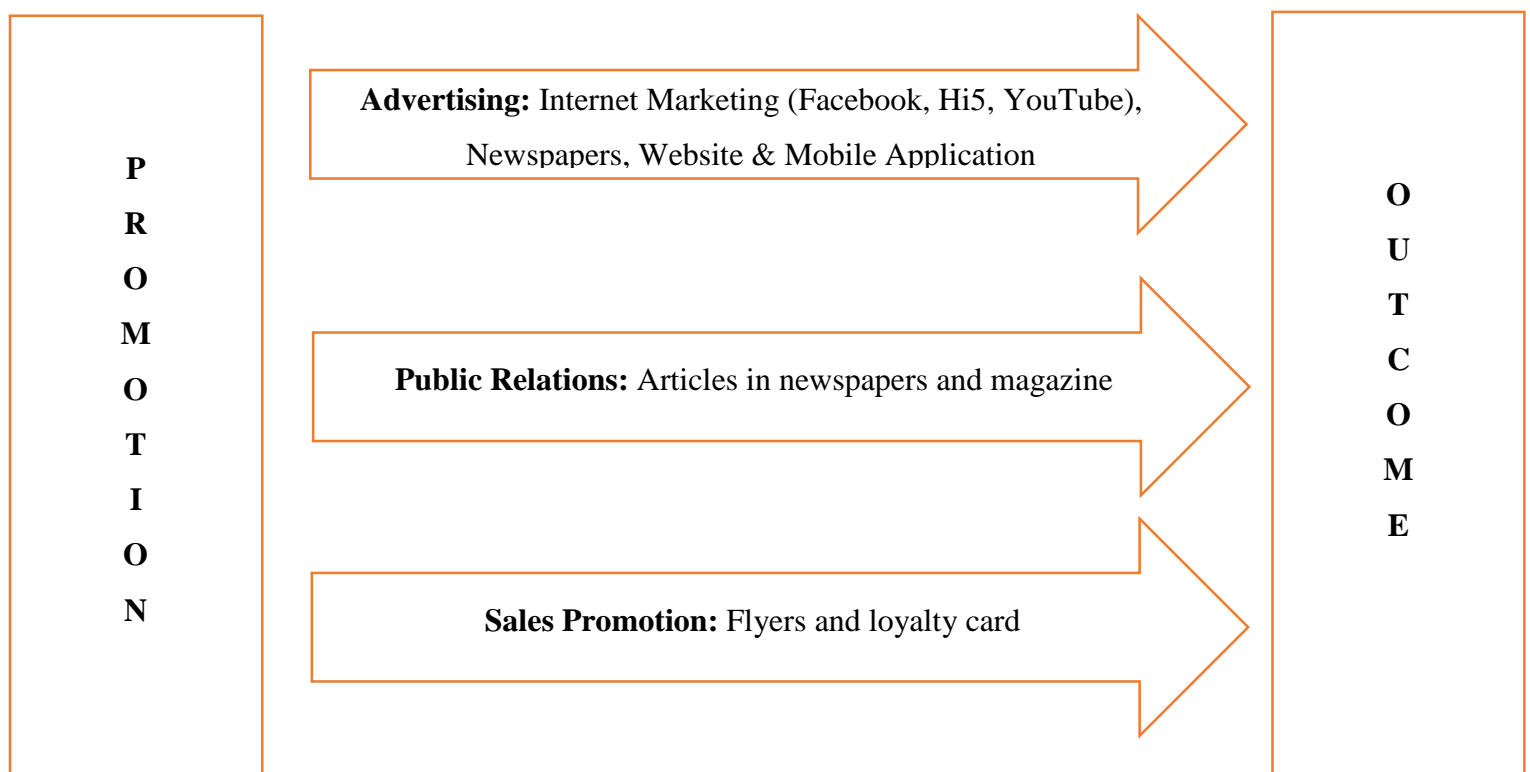 P
R
O
M
O
T
I
O
N
Advertising: Internet Marketing (Facebook, Hi5, YouTube),
Newspapers, Website & Mobile Application
Public Relations: Articles in newspapers and magazine
Sales Promotion: Flyers and loyalty card
O
U
T
C
O
M
E